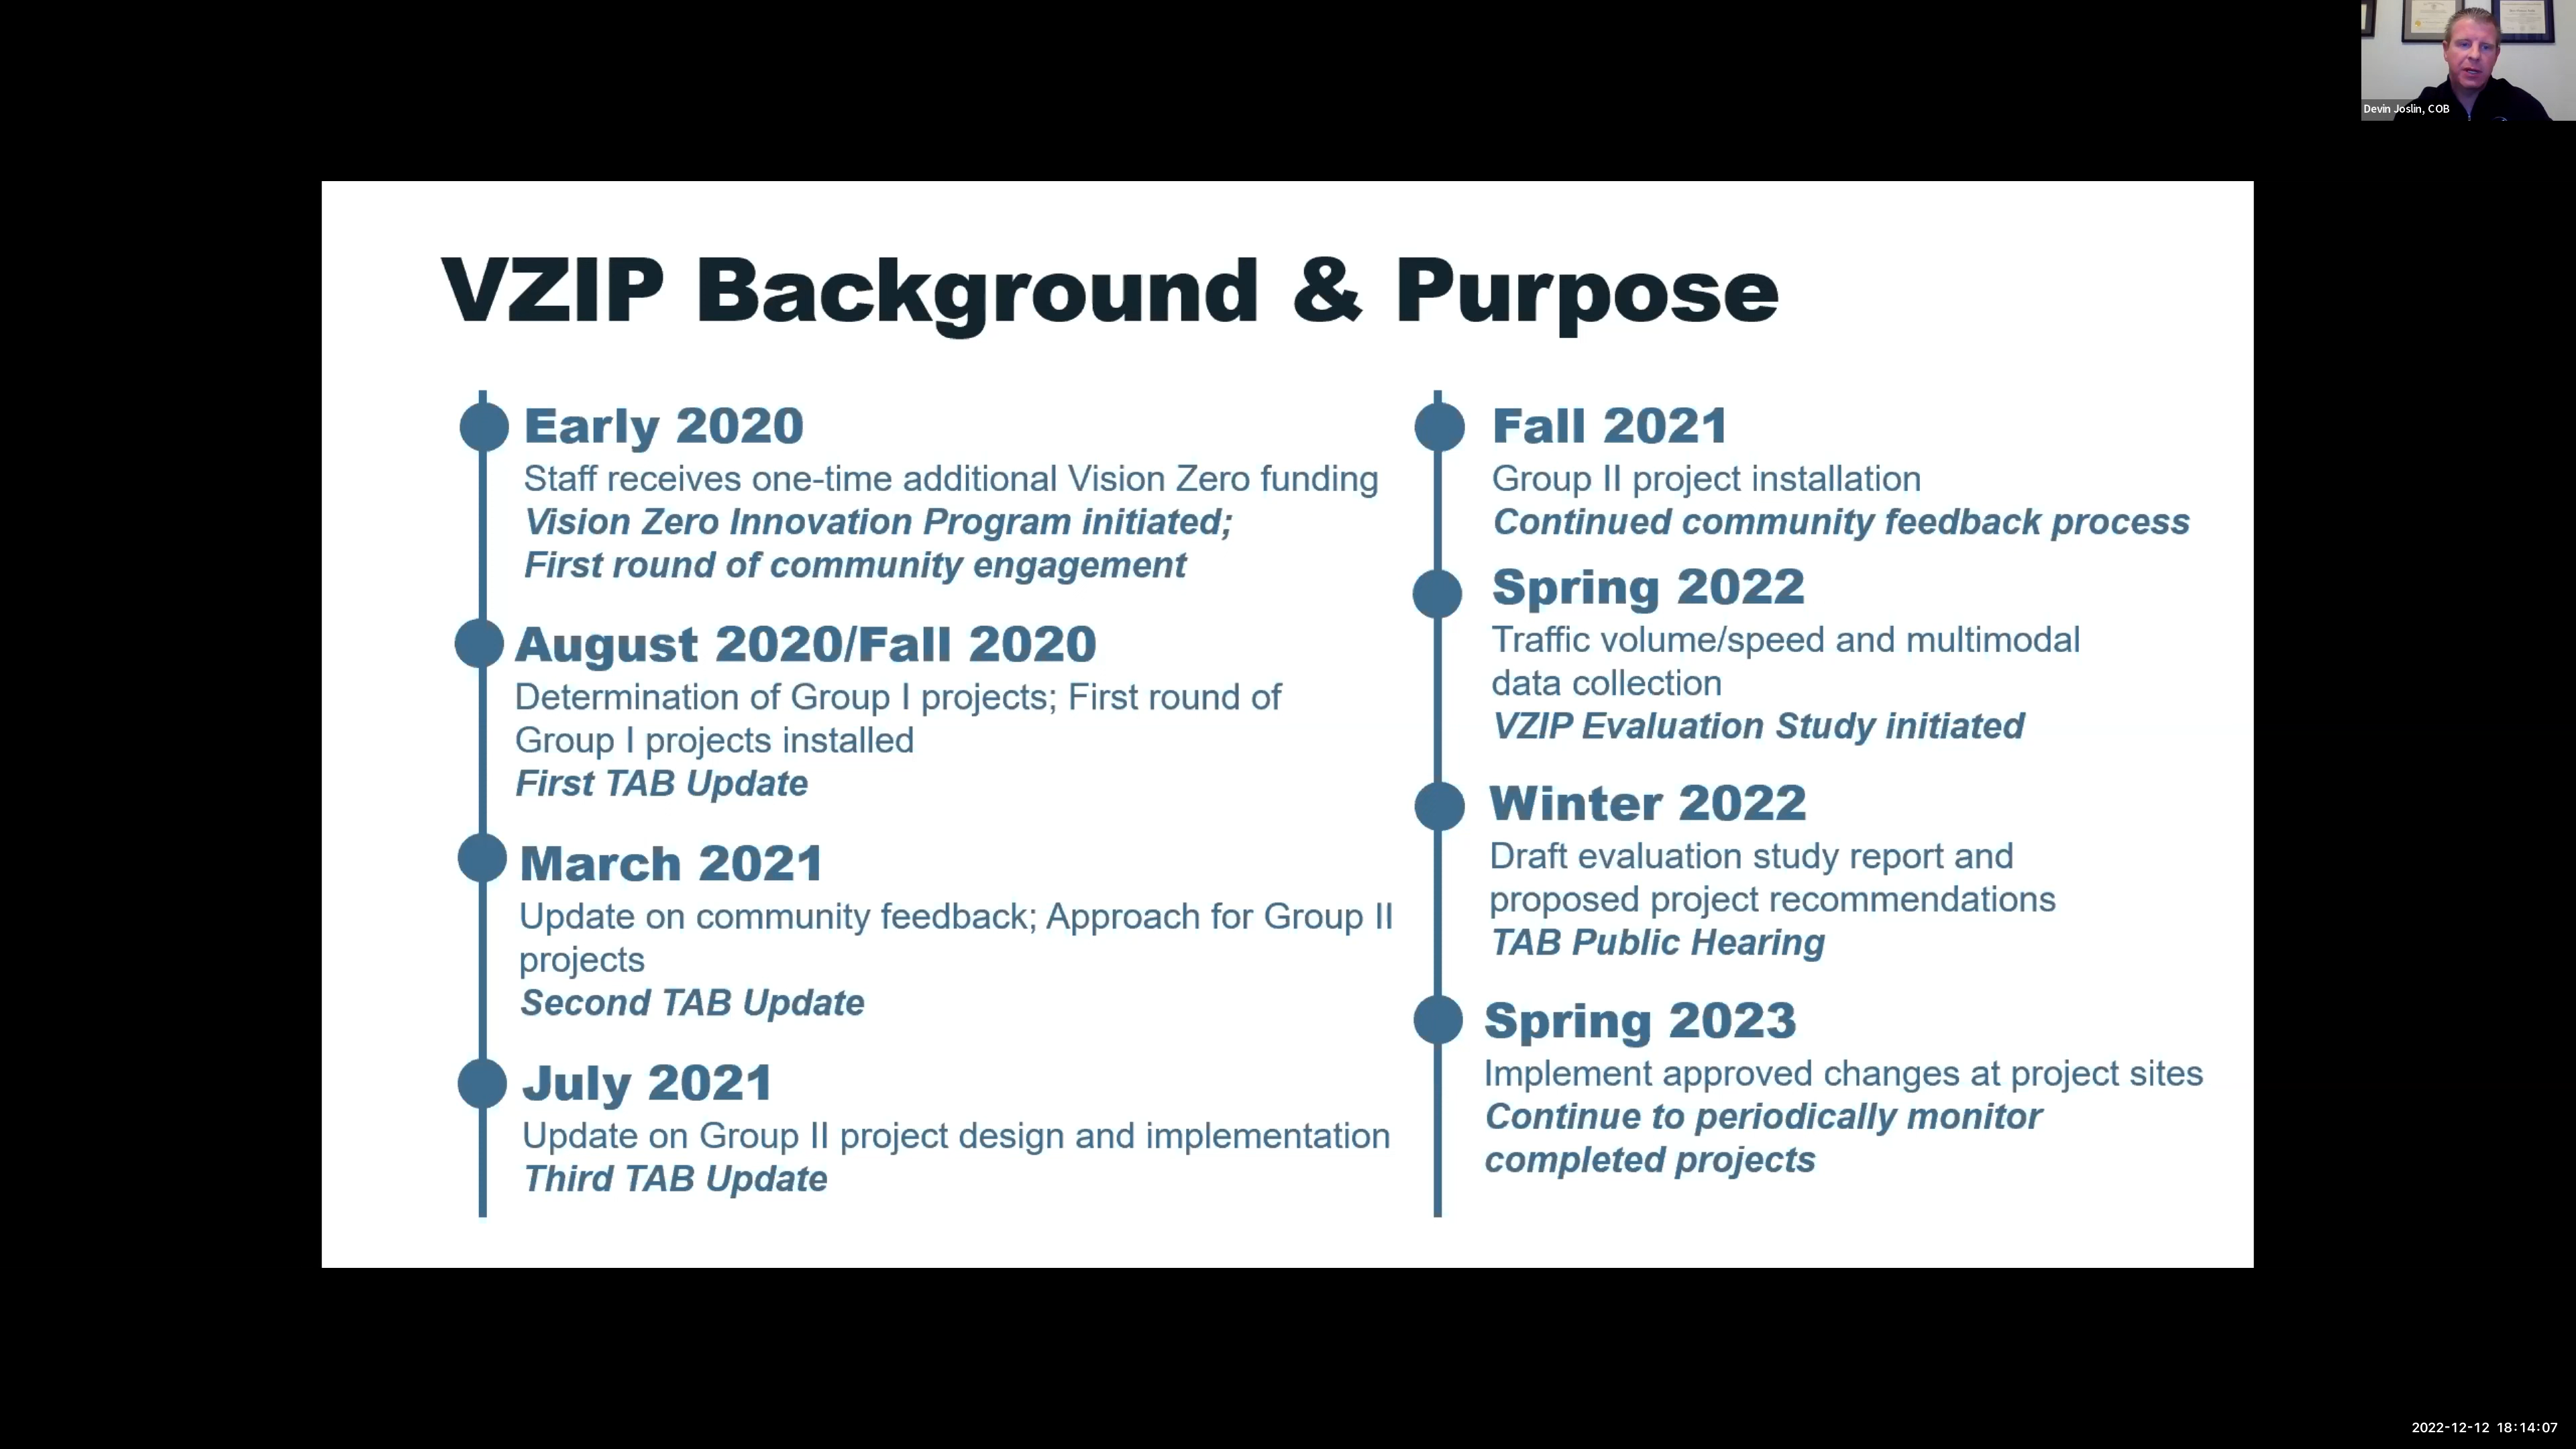 Devin Joslin, COB
VZIP Background & Purpose
Early 2020
Staff receives one-time additional Vision Zero funding
Vision Zero Innovation Program initiated;
First round of community engagement
August 2020/Fall 2020
Determination of Group I projects; First round of
Group I projects installed
First TAB Update
March 2021
Update on community feedback; Approach for Group II
projects
Second TAB Update
July 2021
Update on Group II project design and implementation
Third TAB Update
Fall 2021
Group II project installation
Continued community feedback process
Spring 2022
Traffic volume/speed and multimodal
data collection
VZIP Evaluation Study initiated
Winter 2022
Draft evaluation study report and
proposed project recommendations
TAB Public Hearing
Spring 2023
Implement approved changes at project sites
Continue to periodically monitor
completed projects
2022-12-12 18:14:07